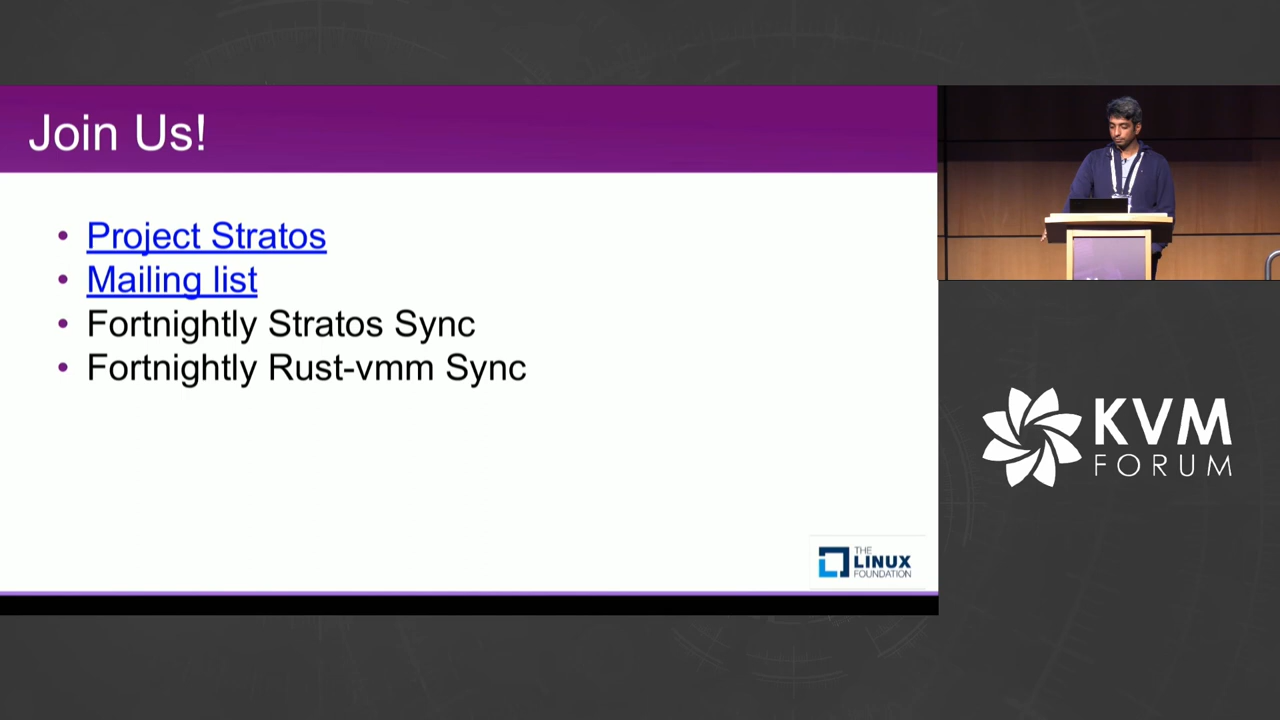 Join Us!
• Project Stratos
• Mailing list
• Fortnightly Stratos Sync
• Fortnightly Rust-vmm Sync
THE
LINUX
FOUNDATION
KVM
FORUM